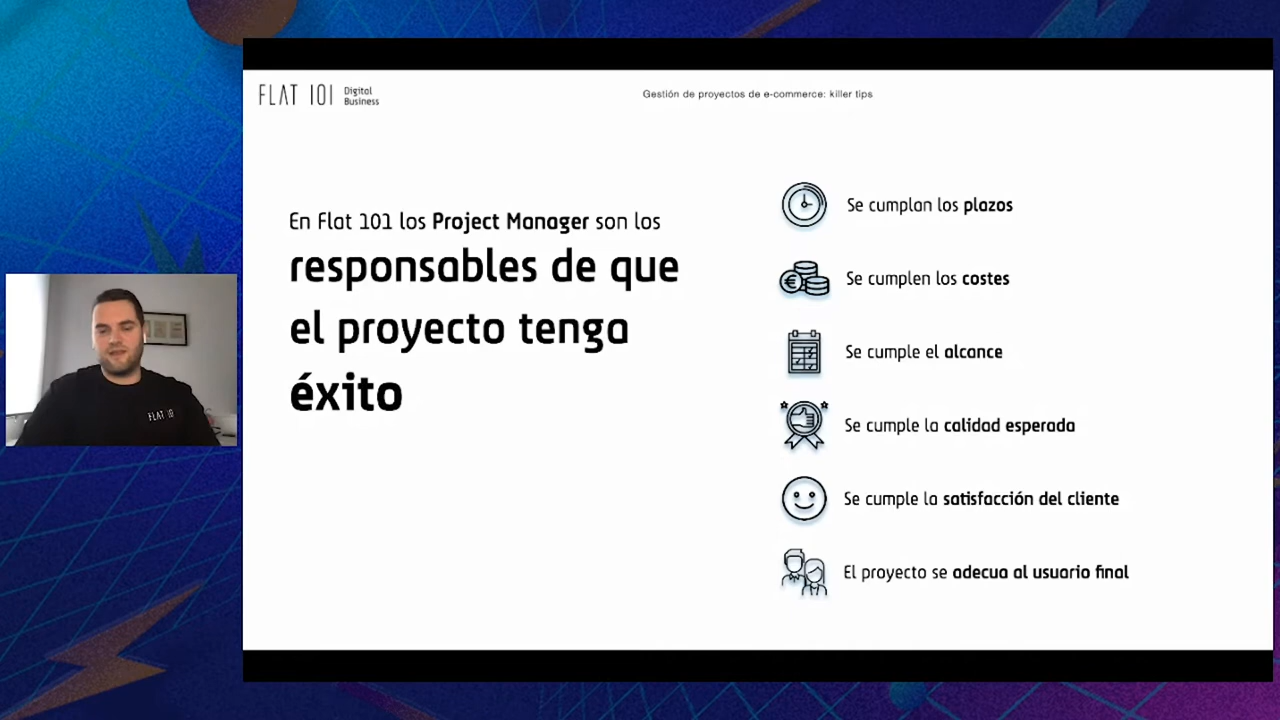 FLAT 101 Digital Business
Gestión de proyectos de e-commerce: killer tips
En Flat 101 los Project Manager son los
responsables de que
el proyecto tenga
éxito
Se cumplan los plazos
Se cumplen los costes
Se cumple el alcance
Se cumple la calidad esperada
Se cumple la satisfacción del cliente
El proyecto se adecua al usuario final
FLAT 101